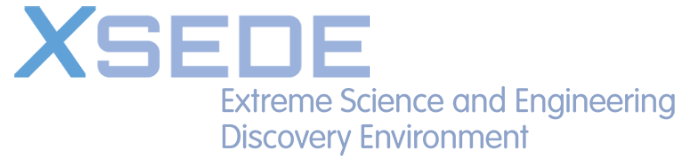 XSEDE
Extreme Science and Engineering
Discovery Environment